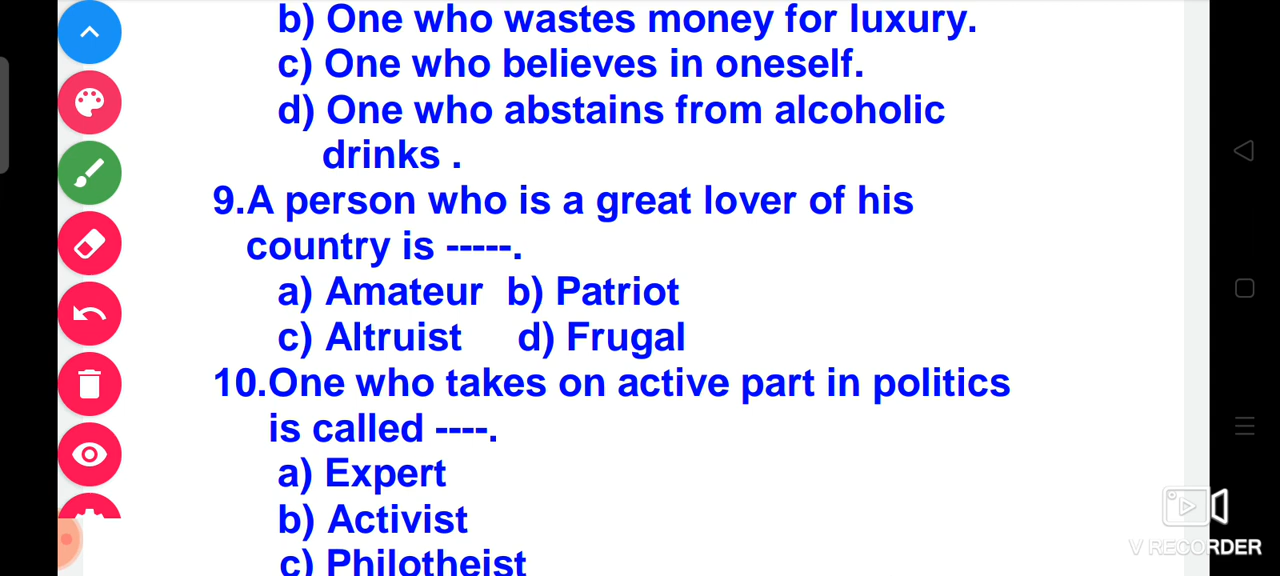 b) One who wastes money for luxury.
c) One who believes in oneself.
d) One who abstains from alcoholic
drinks .
9.A person who is a great lover of his
country is -----.
a) Amateur b) Patriot
c) Altruist d) Frugal
10.One who takes on active part in politics
is called ----.
a) Expert
b) Activist
c) Philotheist
V RECORDER